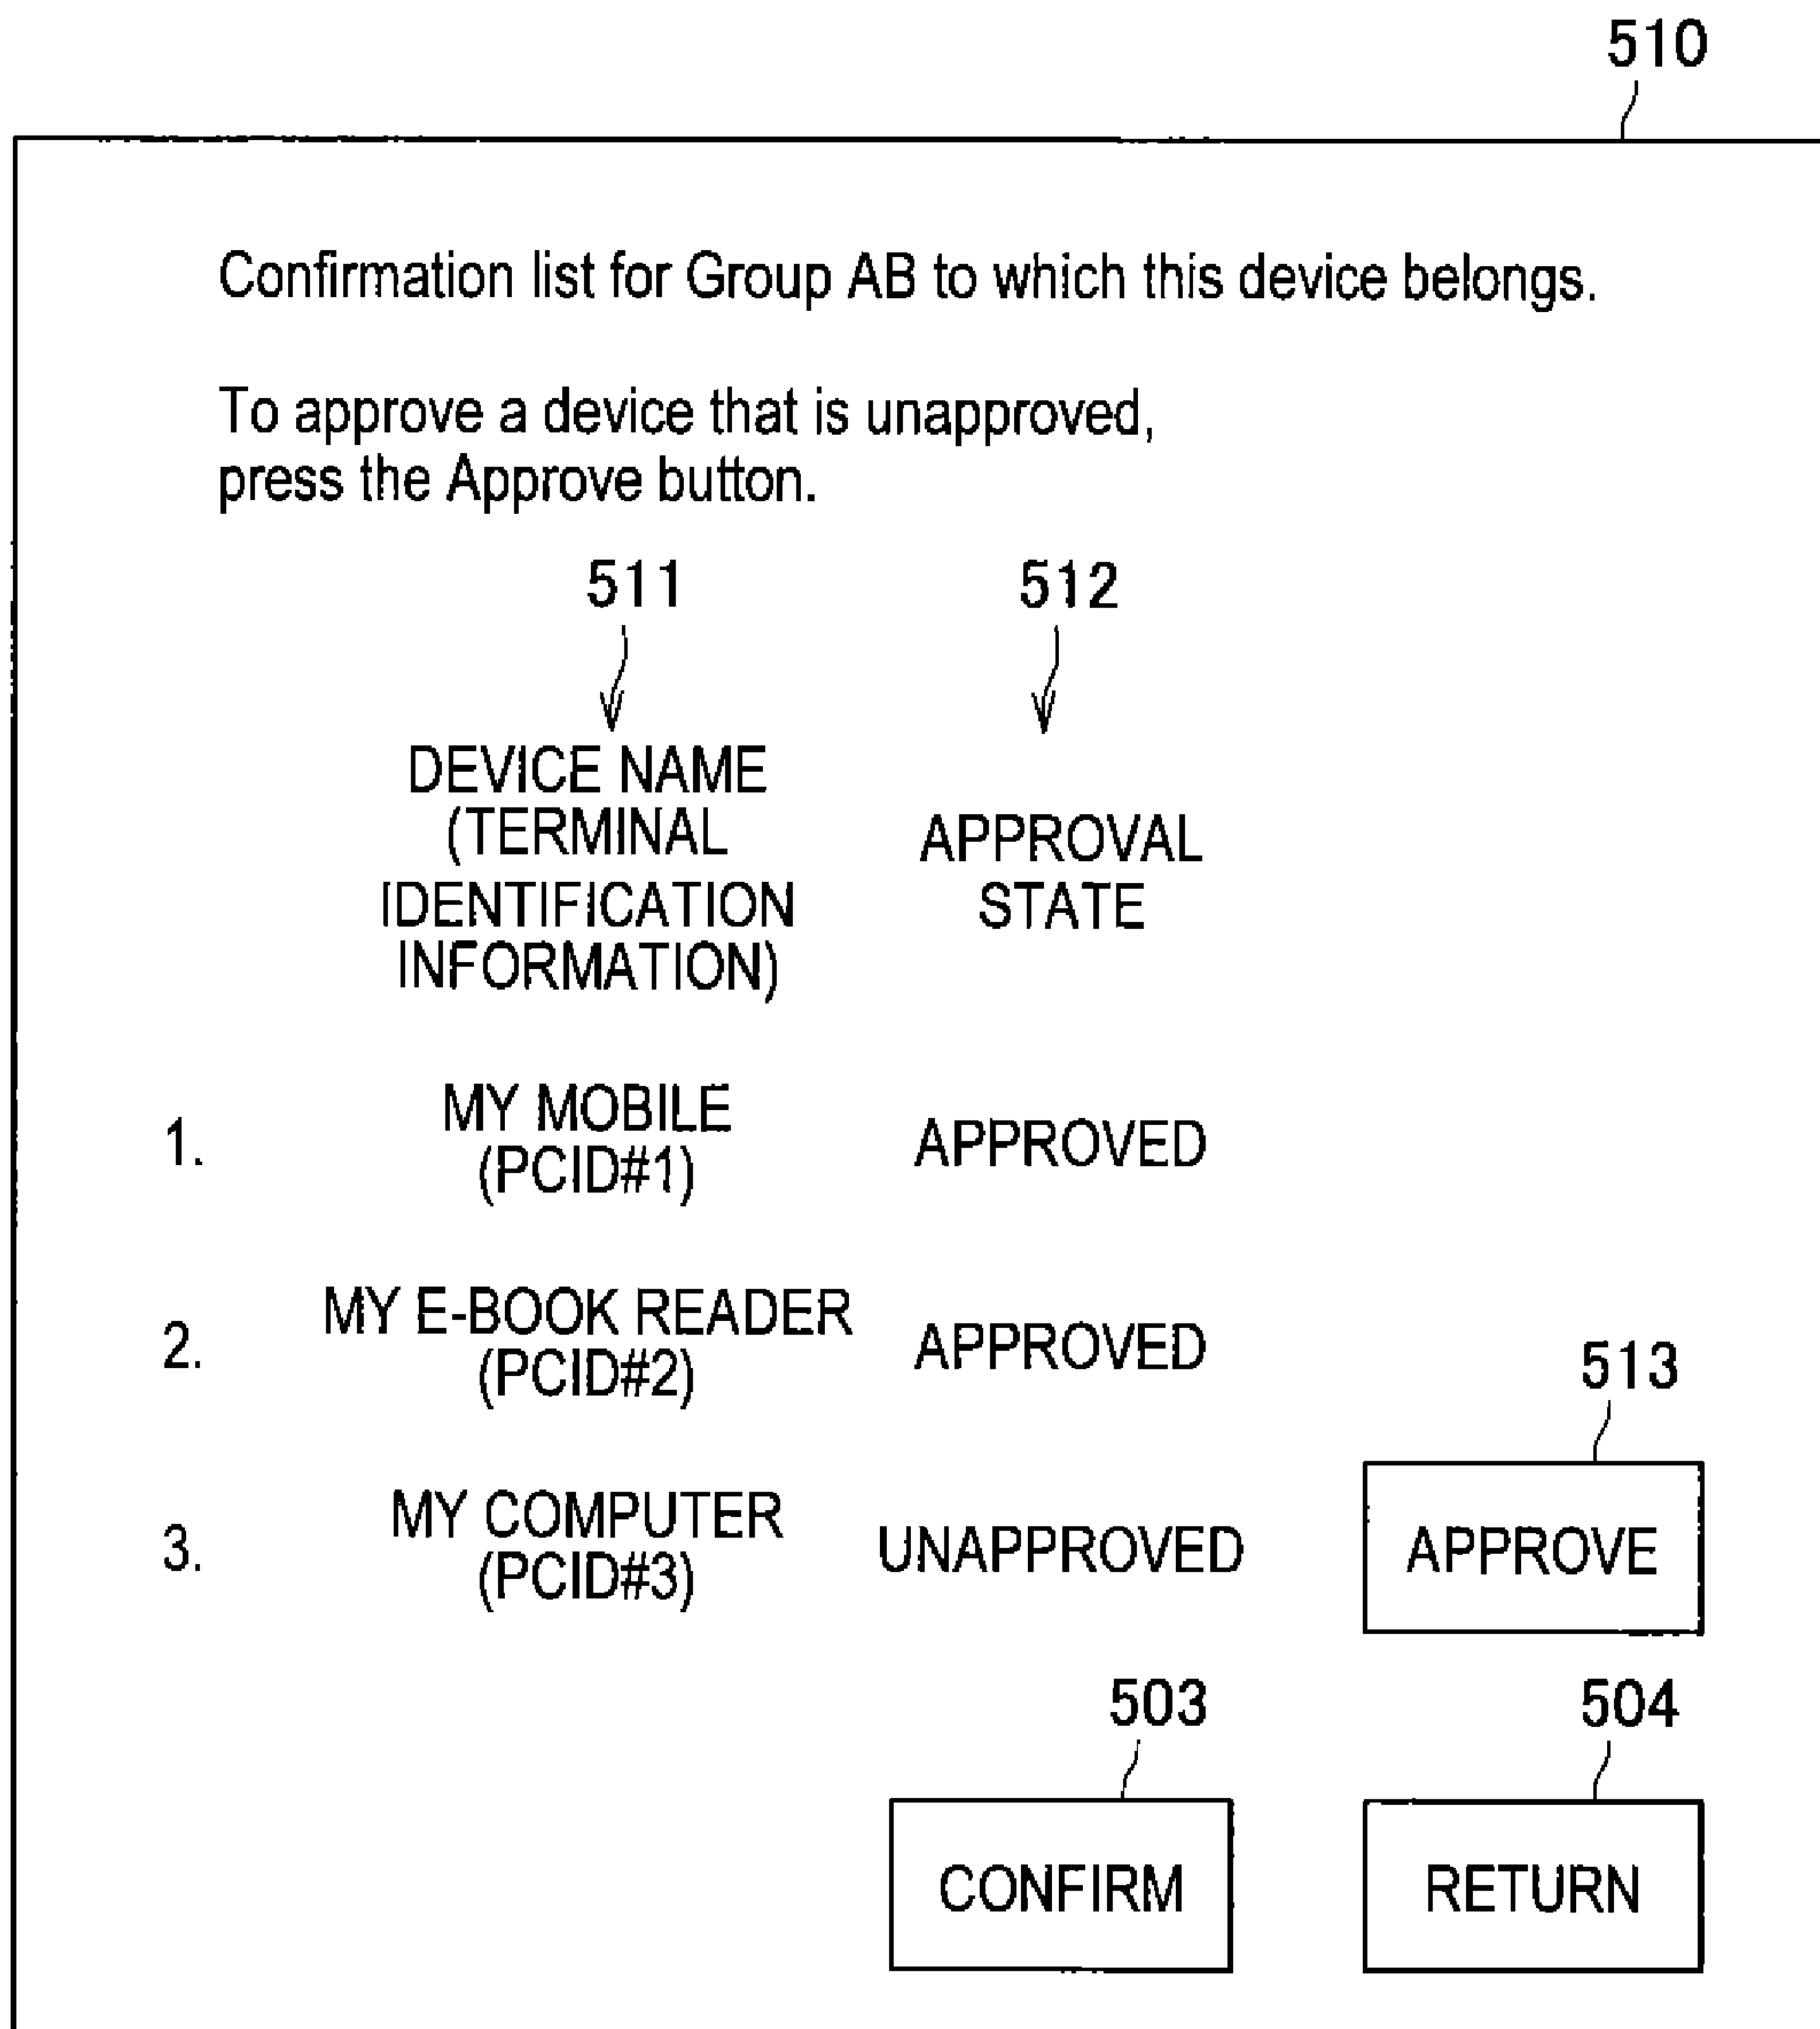 510
Confirmation list for Group AB to which this device belongs.
To approve a device that is unapproved,
press the Approve button.
511 512
DEVICE NAME
(TERMINAL
IDENTIFICATION
INFORMATION)
APPROVAL
STATE
1. MY MOBILE
(PCID#1)
APPROVED
2. MY E-BOOK READER
(PCID#2)
APPROVED
513
3. MY COMPUTER
(PCID#3)
UNAPPROVED
APPROVE
503 504
CONFIRM RETURN